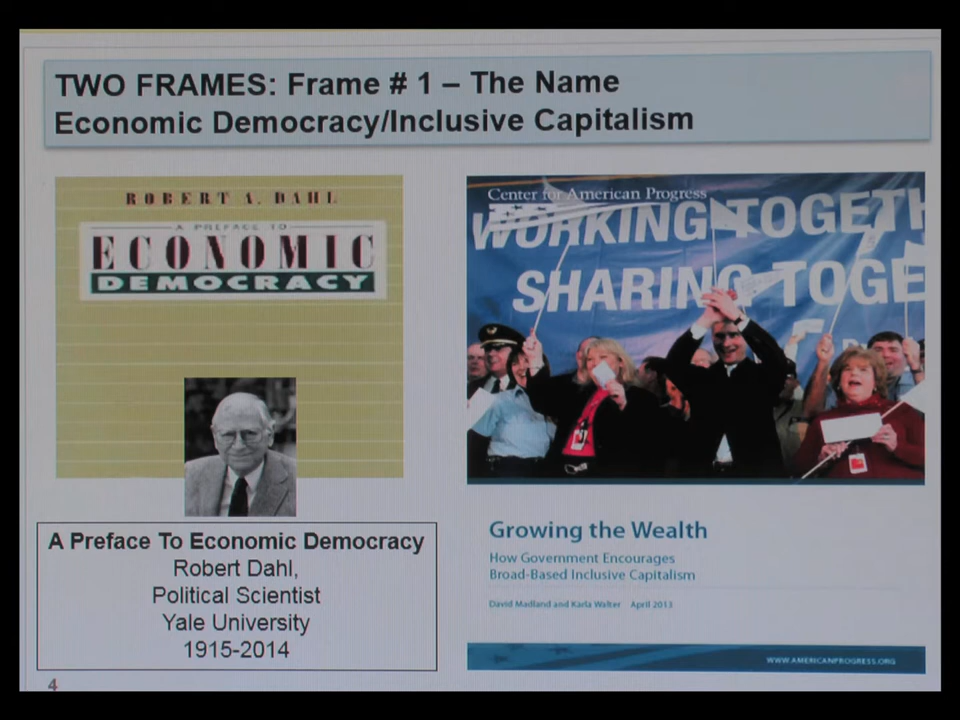 TWO FRAMES: Frame # 1 – The Name
Economic Democracy/Inclusive Capitalism
ROBERT A. DAHL
A PREFACE TO
ECONOMIC
DEMOCRACY
A Preface To Economic Democracy
Robert Dahl,
Political Scientist
Yale University
1915-2014
Center for American Progress
WORKING TOGETH
SHARING TOGE
Growing the Wealth
How Government Encourages
Broad-Based Inclusive Capitalism
David Madland and Karla Walter April 2013
WWW.AMERICANPROGRESS.ORG
4